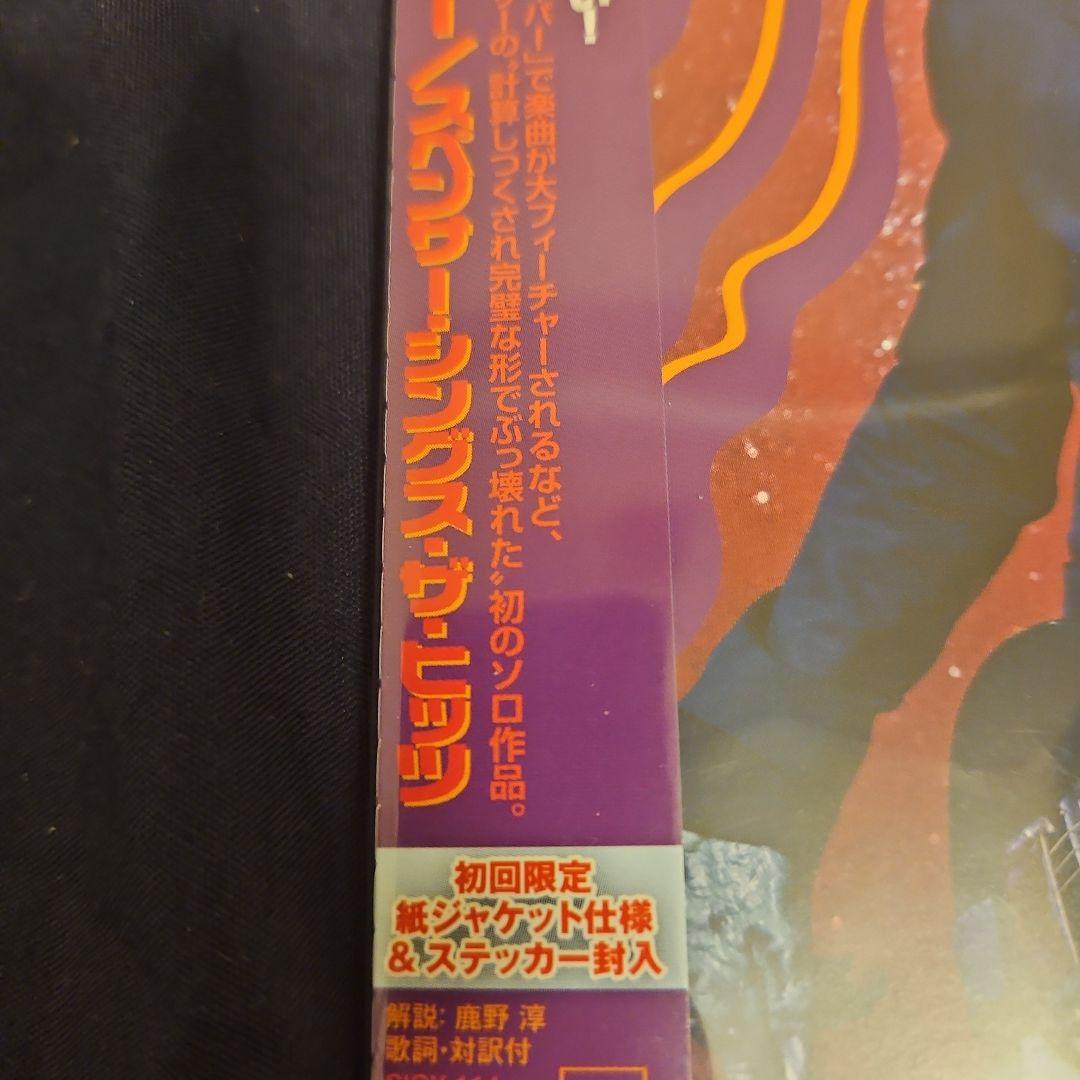 パー」で楽曲が大フィーチャーされるなど、
ーの〝計算しつくされ完璧な形でぶっ壊れた〟初のソロ作品。
ースペンサー・シングス・ザ・ヒッツ
初回限定
紙ジャケット仕様
&ステッカー封入
解説: 鹿野 淳
歌詞・対訳付